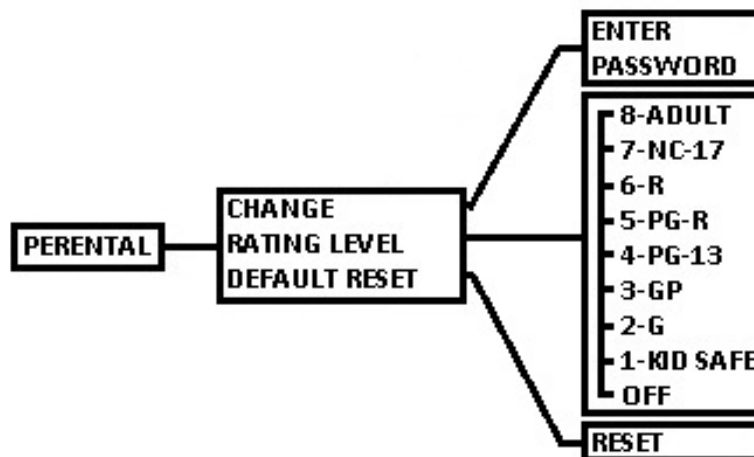 PERENTAL
CHANGE
RATING LEVEL
DEFAULT RESET
ENTER
PASSWORD
8-ADULT
7-NC-17
6-R
5-PG-R
4-PG-13
3-GP
2-G
1-KID SAFE
OFF
RESET